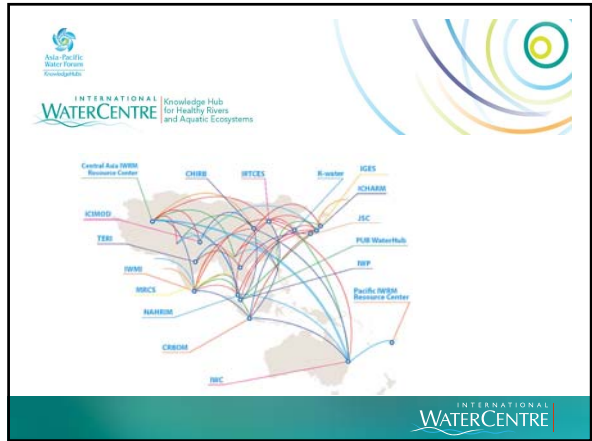 Asia-Pacific
Water Forum
KnowledgeHubs
INTERNATIONAL
WATERCENTRE
Knowledge Hub
for Healthy Rivers
and Aquatic Ecosystems
Central Asia IWRM
Resource Center
CHIRB
IRTCES
K-water
IGES
ICHARM
ICIMOD
JSC
TERI
PUB WaterHub
IWMI
IWP
MRCS
Pacific IWRM
Resource Center
NAHRIM
CRBOM
IWC
INTERNATIONAL
WATERCENTRE